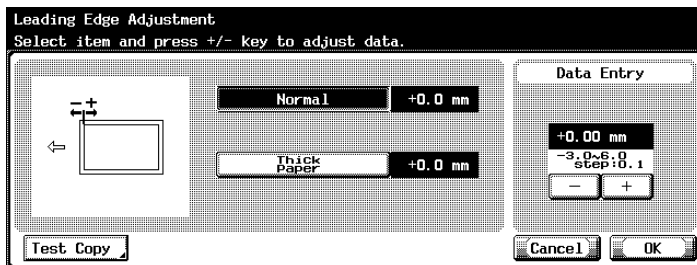 Leading Edge Adjustment
Select item and press +/- key to adjust data.
Data Entry
− +
Normal +0.0 mm
+0.00 mm
-3.0~6.0
step:0.1
Thick
Paper +0.0 mm
− +
Test Copy
Cancel OK